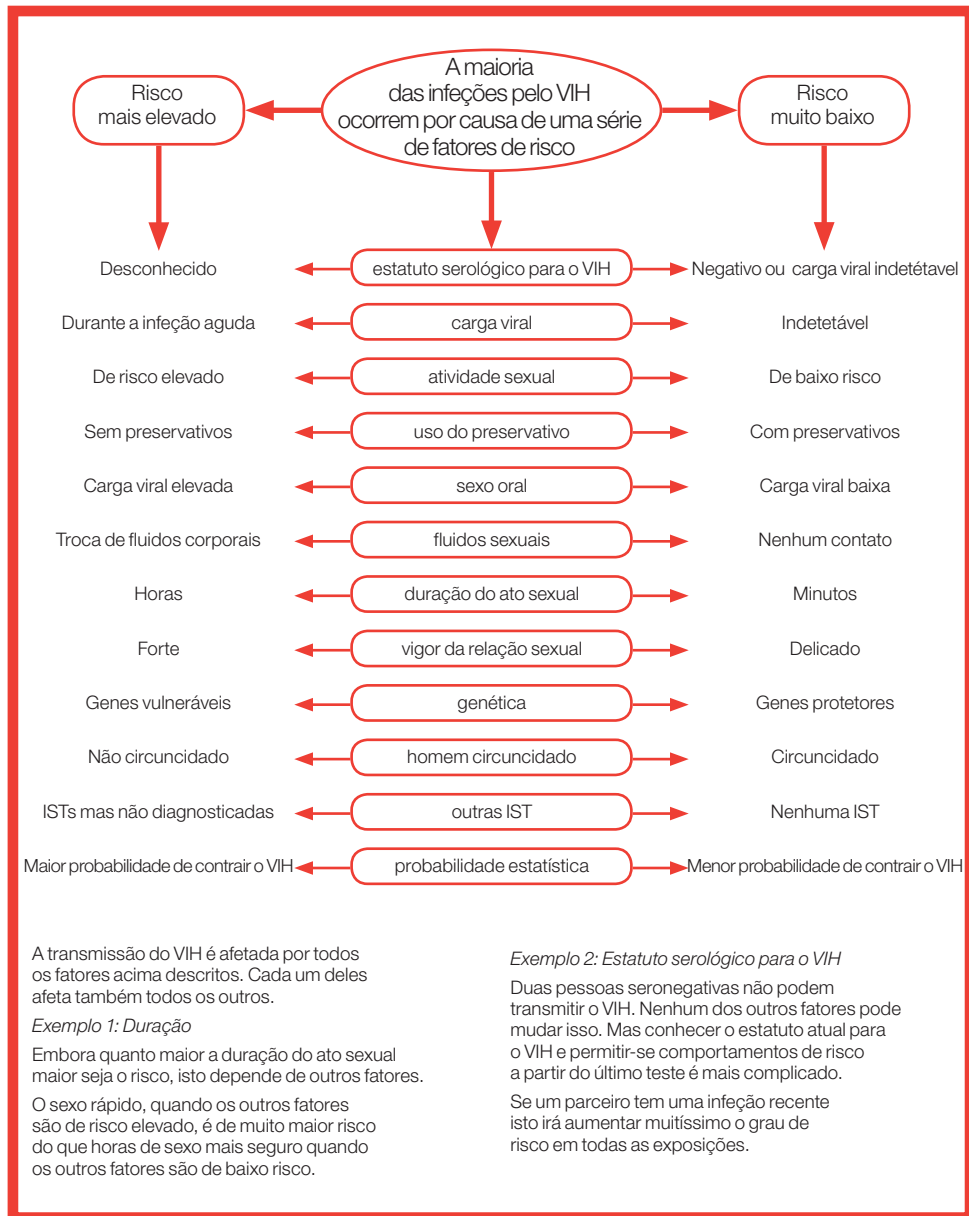 A maioria
das infeções pelo VIH
ocorrem por causa de uma série
de fatores de risco
Risco
mais elevado
Risco
muito baixo
Desconhecido
estatuto serológico para o VIH
Negativo ou carga viral indetétavel
Durante a infeção aguda
carga viral
Indetetável
De risco elevado
atividade sexual
De baixo risco
Sem preservativos
uso do preservativo
Com preservativos
Carga viral elevada
sexo oral
Carga viral baixa
Troca de fluidos corporais
fluidos sexuais
Nenhum contato
Horas
duração do ato sexual
Minutos
Forte
vigor da relação sexual
Delicado
Genes vulneráveis
genética
Genes protetores
Não circuncidado
homem circuncidado
Circuncidado
ISTs mas não diagnosticadas
outras IST
Nenhuma IST
Maior probabilidade de contrair o VIH
probabilidade estatística
Menor probabilidade de contrair o VIH
A transmissão do VIH é afetada por todos
os fatores acima descritos. Cada um deles
afeta também todos os outros.
Exemplo 1: Duração
Embora quanto maior a duração do ato sexual
maior seja o risco, isto depende de outros fatores.
O sexo rápido, quando os outros fatores
são de risco elevado, é de muito maior risco
do que horas de sexo mais seguro quando
os outros fatores são de baixo risco.
Exemplo 2: Estatuto serológico para o VIH
Duas pessoas seronegativas não podem
transmitir o VIH. Nenhum dos outros fatores pode
mudar isso. Mas conhecer o estatuto atual para
o VIH e permitir-se comportamentos de risco
a partir do último teste é mais complicado.
Se um parceiro tem uma infeção recente
isto irá aumentar muitíssimo o grau de
risco em todas as exposições.